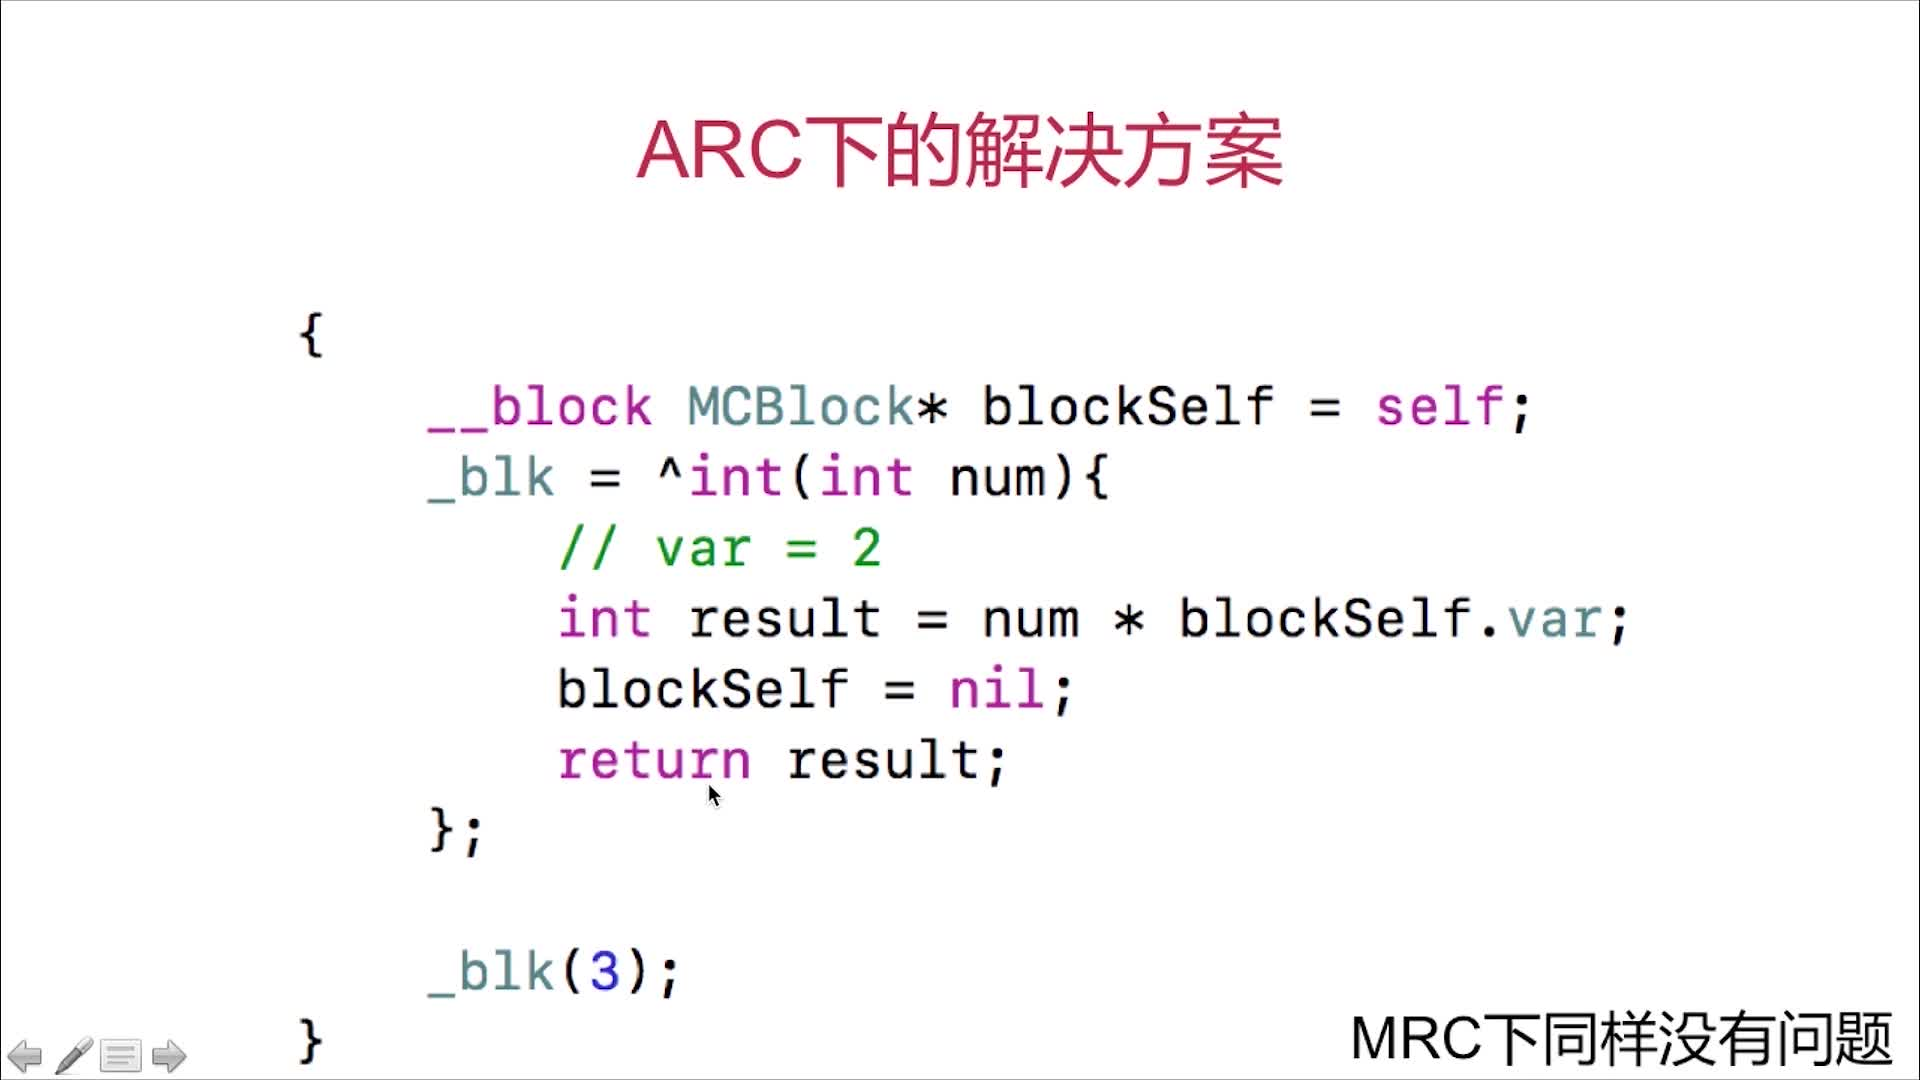 ARC下的解决方案
{
__block MCBlock* blockSelf = self;
_blk = ^int(int num){
// var = 2
int result = num * blockSelf.var;
blockSelf = nil;
return result;
};
_blk(3);
}
MRC下同样没有问题